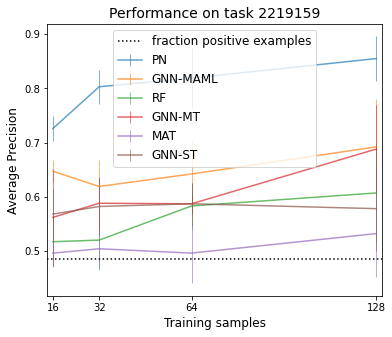 Performance on task 2219159
Average Precision
0.9
0.8
0.7
0.6
0.5
fraction positive examples
PN
GNN-MAML
RF
GNN-MT
MAT
GNN-ST
16
32
64
128
Training samples